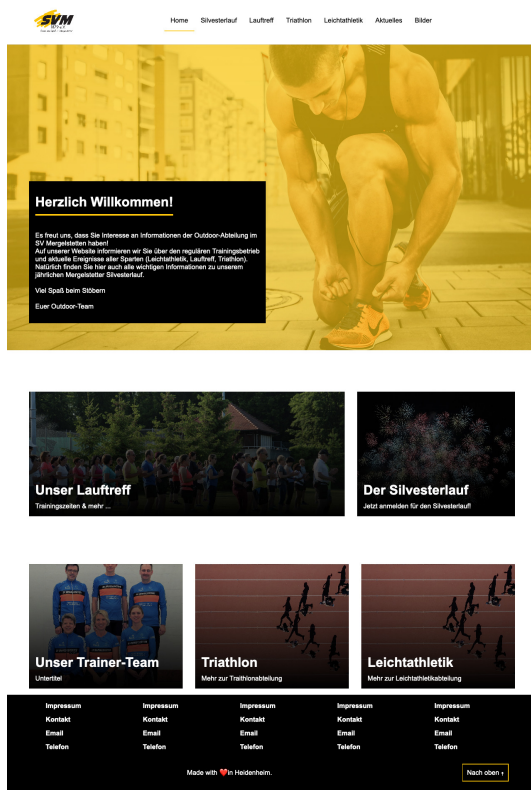 SVM
Home Silvesterlauf Lauftreff Triathlon Leichtathletik Aktuelles Bilder
Herzlich Willkommen!
Es freut uns, dass Sie Interesse an Informationen der Outdoor-Abteilung im
SV Mergelstetten haben!
Auf unserer Website informieren wir Sie über den regulären Trainingsbetrieb
und aktuelle Ereignisse aller Sparten (Leichtathletik, Lauftreff, Triathlon).
Natürlich finden Sie hier auch alle wichtigen Informationen zu unserem
jährlichen Mergelstetter Silvesterlauf.
Viel Spaß beim Stöbern
Euer Outdoor-Team
Unser Lauftreff
Trainingszeiten & mehr ...
Der Silvesterlauf
Jetzt anmelden für den Silvesterlauf!
Unser Trainer-Team
Untertitel
Triathlon
Mehr zur Traithlonabteilung
Leichtathletik
Mehr zur Leichtathletikabteilung
Impressum Impressum Impressum Impressum Impressum
Kontakt Kontakt Kontakt Kontakt Kontakt
Email Email Email Email Email
Telefon Telefon Telefon Telefon Telefon
Made with ❤️in Heidenheim.
Nach oben ↑